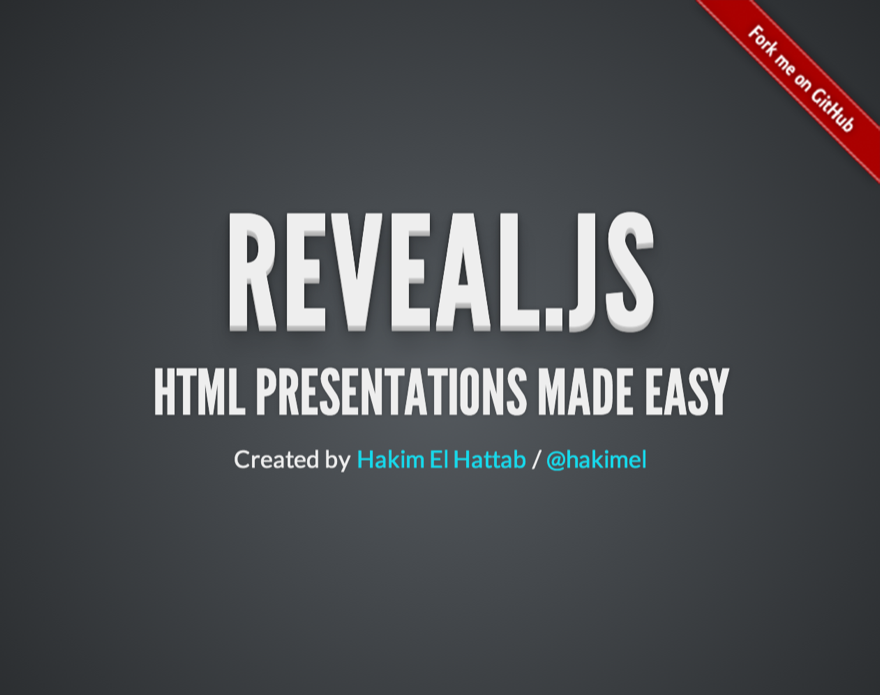 Fork me on GitHub
REVEAL.JS
HTML PRESENTATIONS MADE EASY
Created by Hakim El Hattab / @hakimel